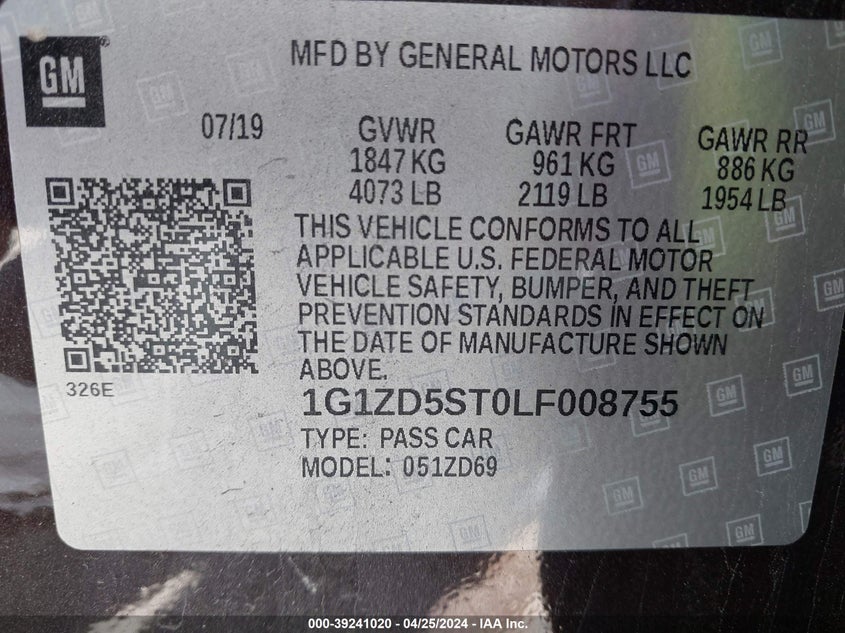 GM
MFD BY GENERAL MOTORS LLC
07/19 GVWR GAWR FRT GAWR RR
1847 KG 961 KG 886 KG
4073 LB 2119 LB 1954 LB
THIS VEHICLE CONFORMS TO ALL
APPLICABLE U.S. FEDERAL MOTOR
VEHICLE SAFETY, BUMPER, AND THEFT
PREVENTION STANDARDS IN EFFECT ON
THE DATE OF MANUFACTURE SHOWN
ABOVE.
326E
1G1ZD5ST0LF008755
TYPE: PASS CAR
MODEL: 051ZD69
000-39241020 - 04/25/2024 - IAA Inc.